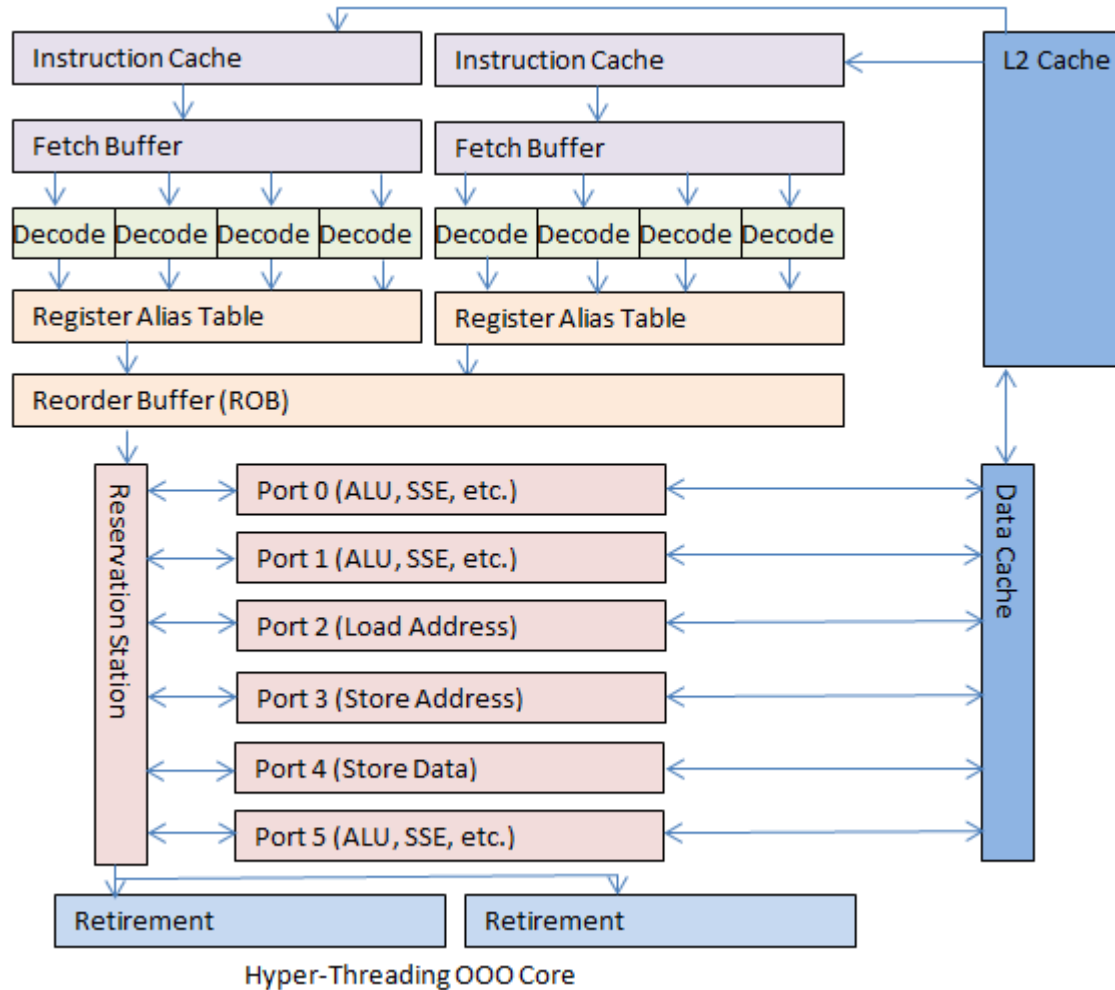 Instruction Cache
Instruction Cache
L2 Cache
Fetch Buffer
Fetch Buffer
Decode Decode Decode Decode
Decode Decode Decode Decode
Register Alias Table
Register Alias Table
Reorder Buffer (ROB)
Reservation Station
Port 0 (ALU, SSE, etc.)
Port 1 (ALU, SSE, etc.)
Port 2 (Load Address)
Port 3 (Store Address)
Port 4 (Store Data)
Port 5 (ALU, SSE, etc.)
Data Cache
Retirement
Retirement
Hyper-Threading OOO Core